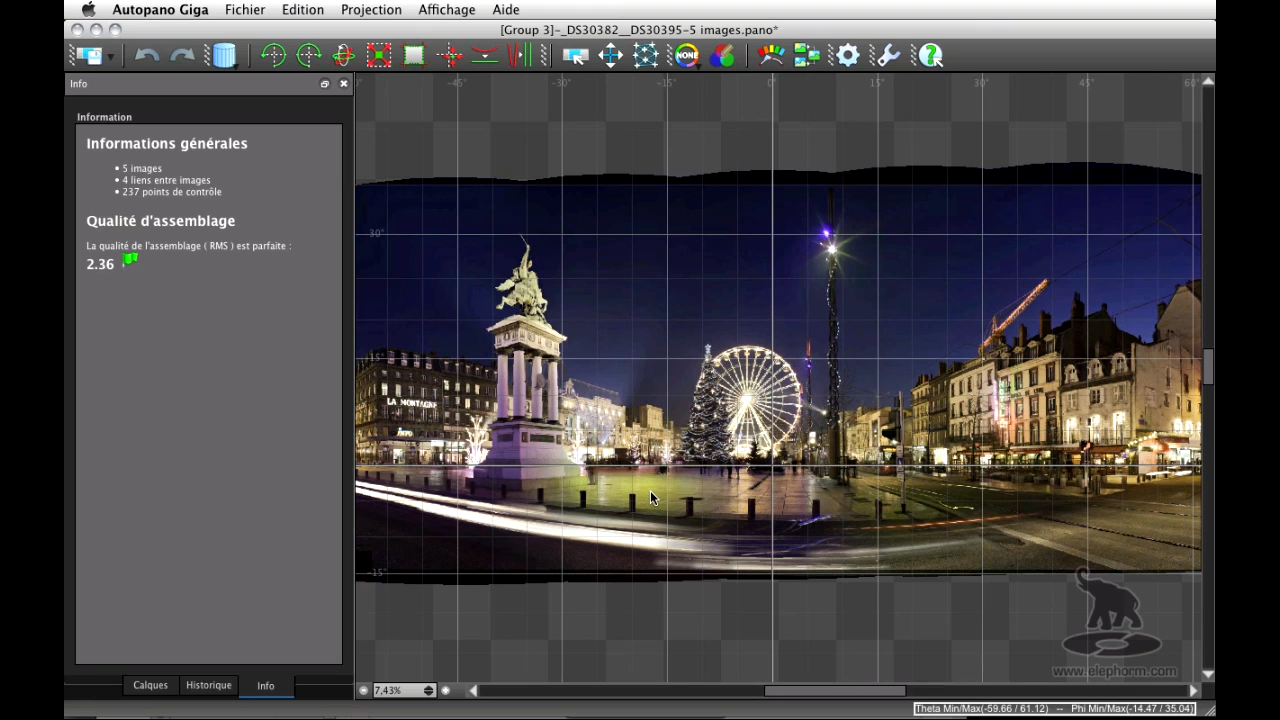 Autopano Giga Fichier Edition Projection Affichage Aide
[Group 3]-_DS30382__DS30395-5 images.pano*
NONE
Info
Information
Informations générales
• 5 images
• 4 liens entre images
• 237 points de contrôle
Qualité d'assemblage
La qualité de l'assemblage ( RMS ) est parfaite :
2.36
-45° -30° -15° 0° 15° 30° 45° 60°
30°
LA MONTAGNE
-15°
www.elephorm.com
Calques Historique Info
7,43%
Theta Min/Max(-59.66 / 61.12) -- Phi Min/Max(-14.47 / 35.04)